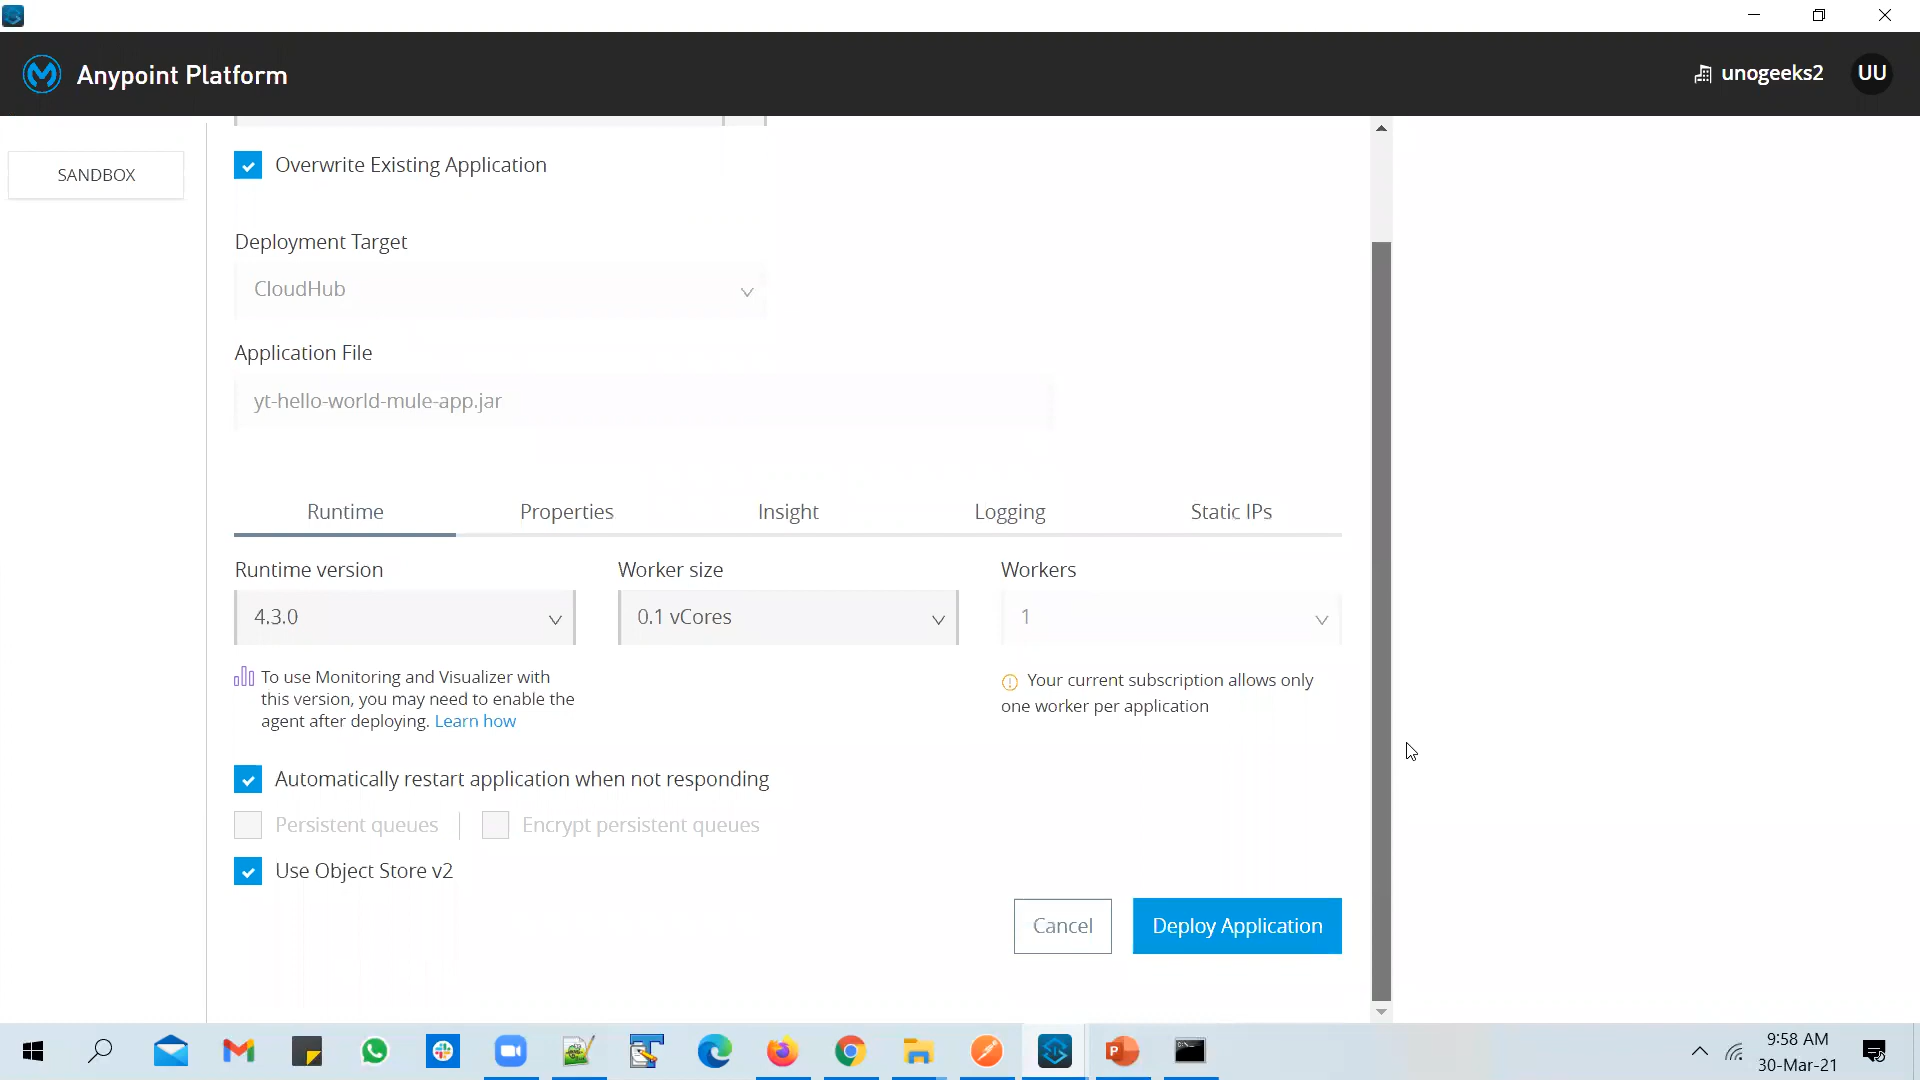 Anypoint Platform
unogeeks2
UU
SANDBOX
Overwrite Existing Application
Deployment Target
CloudHub
Application File
yt-hello-world-mule-app.jar
Runtime
Properties
Insight
Logging
Static IPs
Runtime version
Worker size
Workers
4.3.0
0.1 vCores
1
To use Monitoring and Visualizer with
this version, you may need to enable the
agent after deploying. Learn how
Your current subscription allows only
one worker per application
Automatically restart application when not responding
Persistent queues
Encrypt persistent queues
Use Object Store v2
Cancel
Deploy Application
9:58 AM
30-Mar-21